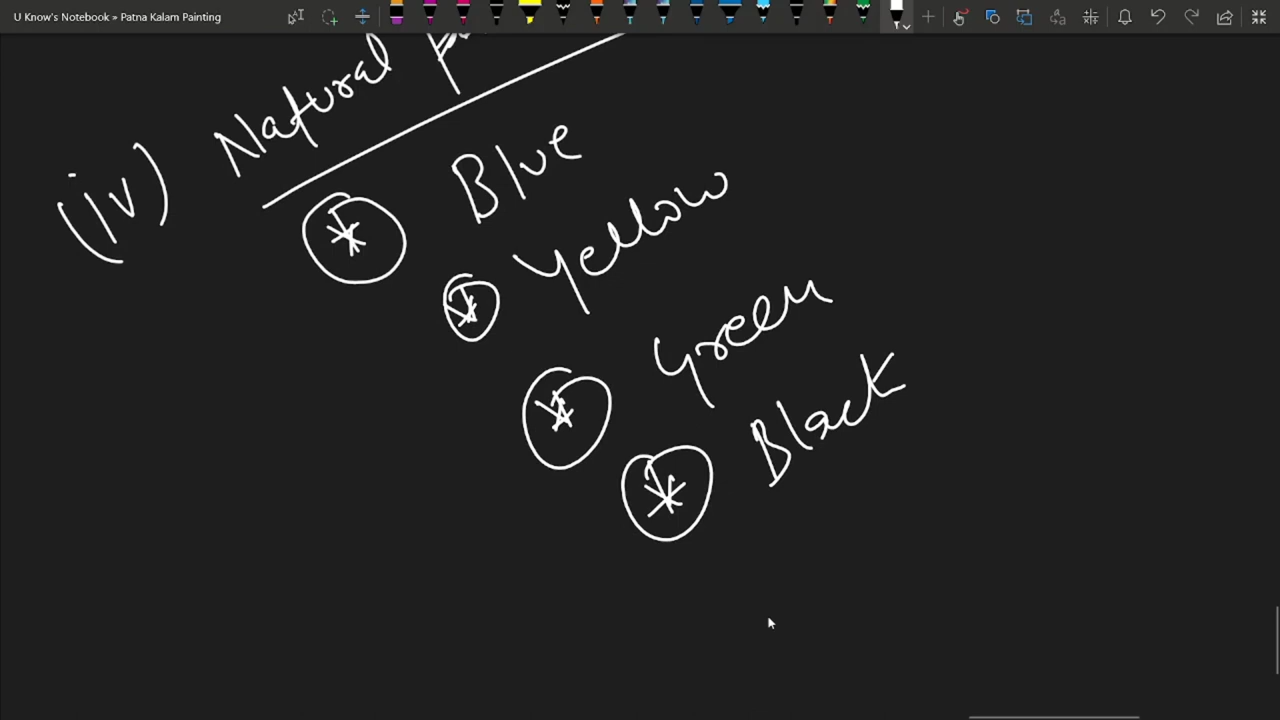 U Know's Notebook » Patna Kalam Painting
(iv) Natural
* Blue
* Yellow
* Green
* Black